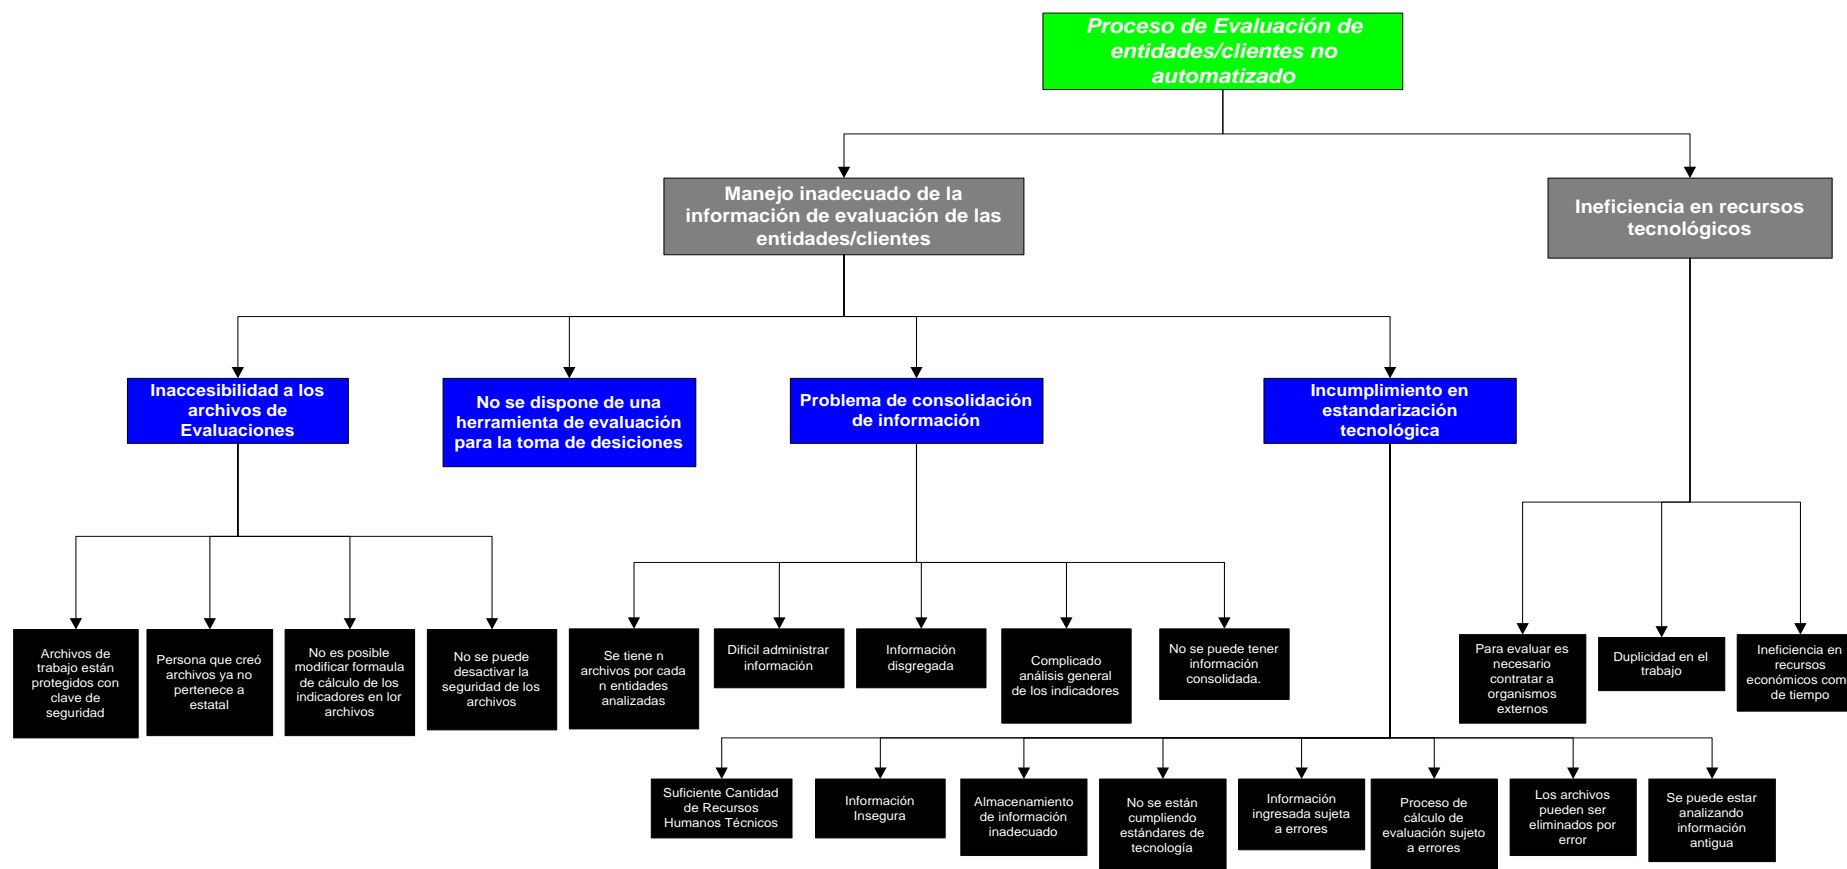 Proceso de Evaluación de
entidades/clientes no
automatizado
Manejo inadecuado de la
información de evaluación de las
entidades/clientes
Ineficiencia en recursos
tecnológicos
Inaccesibilidad a los
archivos de
Evaluaciones
No se dispone de una
herramienta de evaluación
para la toma de desiciones
Problema de consolidación
de información
Incumplimiento en
estandarización
tecnológica
Archivos de
trabajo están
protegidos con
clave de
seguridad
Persona que creó
archivos ya no
pertenece a
estatal
No es posible
modificar formaula
de cálculo de los
indicadores en lor
archivos
No se puede
desactivar la
seguridad de los
archivos
Se tiene n
archivos por cada
n entidades
analizadas
Dificil administrar
información
Información
disgregada
Complicado
análisis general
de los indicadores
No se puede tener
información
consolidada.
Para evaluar es
necesario
contratar a
organismos
externos
Duplicidad en el
trabajo
Ineficiencia en
recursos
económicos com
de tiempo
Suficiente Cantidad
de Recursos
Humanos Técnicos
Información
Insegura
Almacenamiento
de información
inadecuado
No se están
cumpliendo
estándares de
tecnología
Información
ingresada sujeta
a errores
Proceso de
cálculo de
evaluación sujeto
a errores
Los archivos
pueden ser
eliminados por
error
Se puede estar
analizando
información
antigua